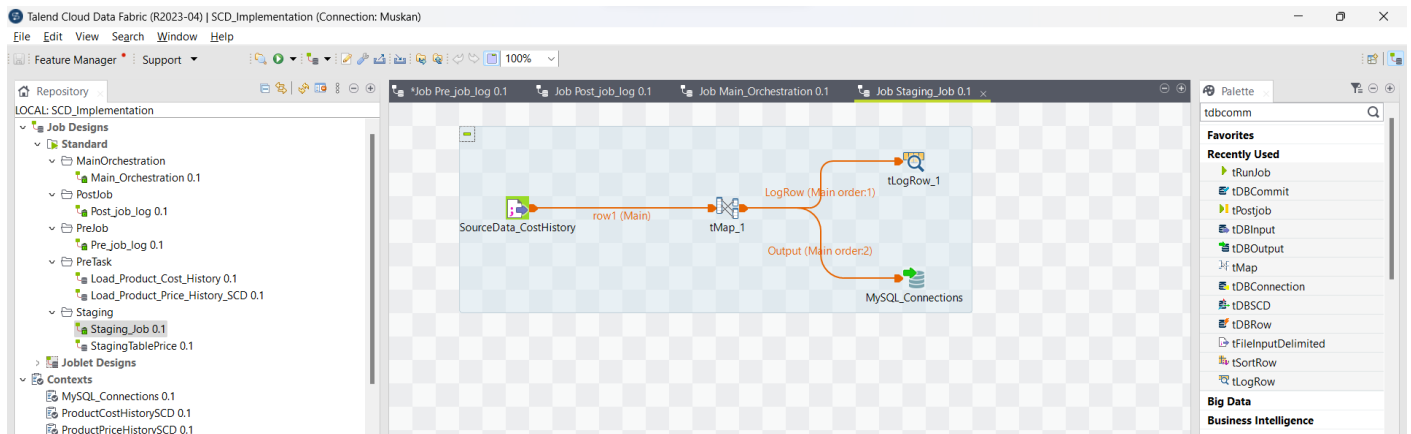 Talend Cloud Data Fabric (R2023-04) | SCD_Implementation (Connection: Muskan)
File Edit View Search Window Help
Feature Manager * Support 100%
Repository
LOCAL: SCD_Implementation
Job Designs
Standard
MainOrchestration
Main_Orchestration 0.1
PostJob
Post_job_log 0.1
PreJob
Pre_job_log 0.1
PreTask
Load_Product_Cost_History 0.1
Load_Product_Price_History_SCD 0.1
Staging
Staging_Job 0.1
StagingTablePrice 0.1
Joblet Designs
Contexts
MySQL_Connections 0.1
ProductCostHistorySCD 0.1
ProductPriceHistorySCD 0.1
*Job Pre_job_log 0.1 Job Post_job_log 0.1 Job Main_Orchestration 0.1 Job Staging_Job 0.1
tLogRow_1
LogRow (Main order:1)
row1 (Main)
SourceData_CostHistory
tMap_1
Output (Main order:2)
MySQL_Connections
Palette
tdbcomm
Favorites
Recently Used
tRunJob
tDBCommit
tPostjob
tDBInput
tDBOutput
tMap
tDBConnection
tDBSCD
tDBRow
tFileInputDelimited
tSortRow
tLogRow
Big Data
Business Intelligence